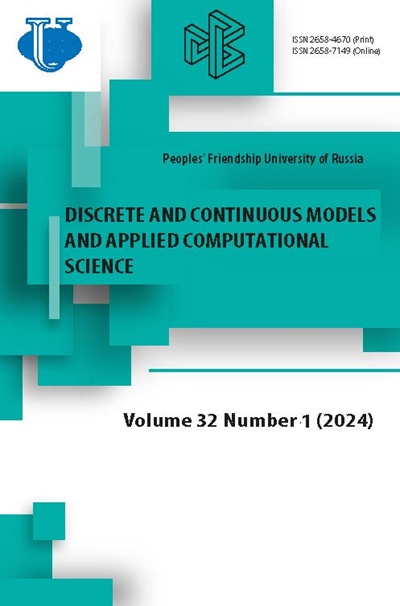 ISSN 2658-4670 (Print)
ISSN 2658-7149 (Online)
Peoples' Friendship University of Russia
DISCRETE AND CONTINUOUS MODELS
AND APPLIED COMPUTATIONAL
SCIENCE
Volume 32 Number 1 (2024)